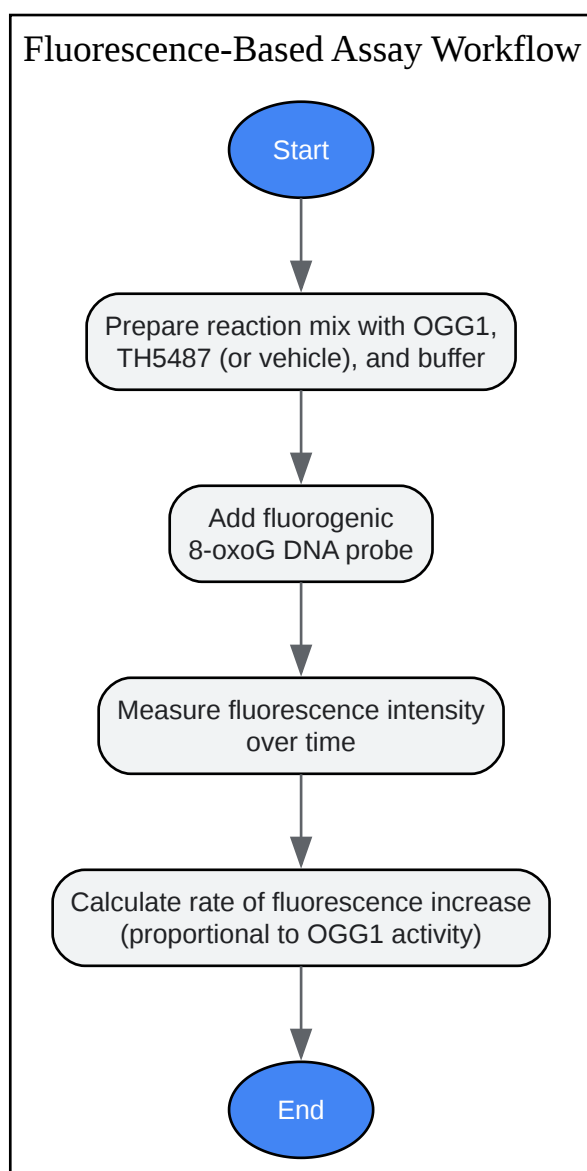 Fluorescence-Based Assay Workflow
Start
Prepare reaction mix with OGG1,
TH5487 (or vehicle), and buffer
Add fluorogenic
8-oxoG DNA probe
Measure fluorescence intensity
over time
Calculate rate of fluorescence increase
(proportional to OGG1 activity)
End